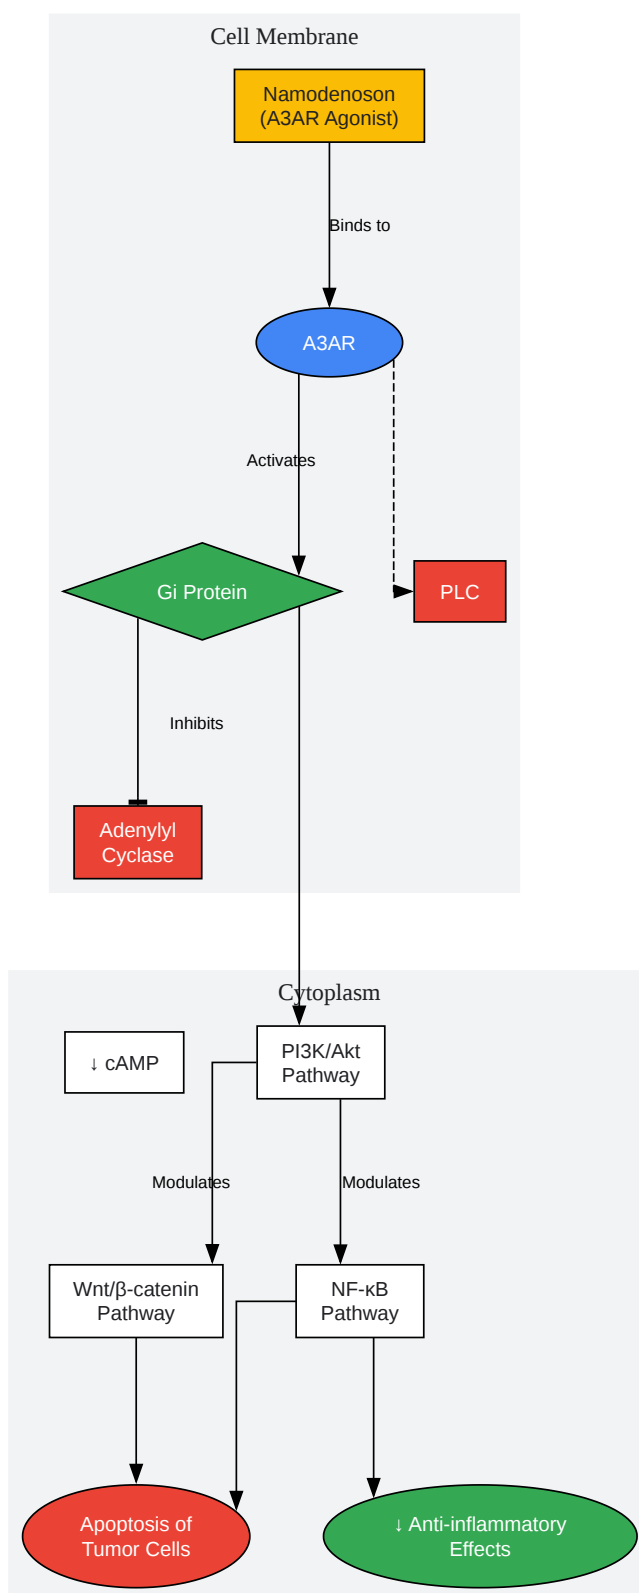 Cell Membrane
Namodenoson
(A3AR Agonist)
Binds to
A3AR
Activates
Gi Protein
PLC
Inhibits
Adenylyl
Cyclase
Cytoplasm
↓ cAMP
PI3K/Akt
Pathway
Modulates
Modulates
Wnt/β-catenin
Pathway
NF-κB
Pathway
Apoptosis of
Tumor Cells
↓ Anti-inflammatory
Effects